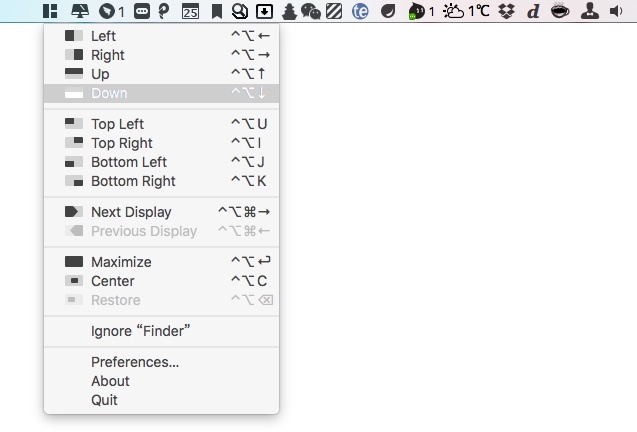 1 25 te 1 1°C d
Left ^⌥←
Right ^⌥→
Up ^⌥↑
Down ^⌥↓
Top Left ^⌥U
Top Right ^⌥I
Bottom Left ^⌥J
Bottom Right ^⌥K
Next Display ^⌥⌘→
Previous Display ^⌥⌘←
Maximize ^⌥↩
Center ^⌥C
Restore ^⌥⌫
Ignore “Finder”
Preferences...
About
Quit